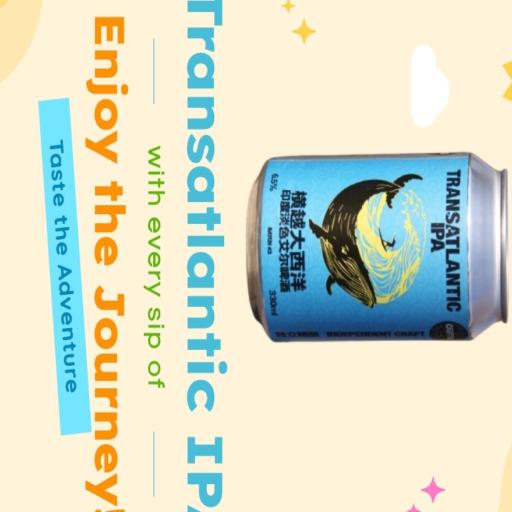 Transatlantic IPA
with every sip of
Enjoy the Journey!
Taste the Adventure
TRANSATLANTIC
IPA
横越大西洋
印度淡色艾尔啤酒
6.5%
330ml
INDEPENDENT CRAFT